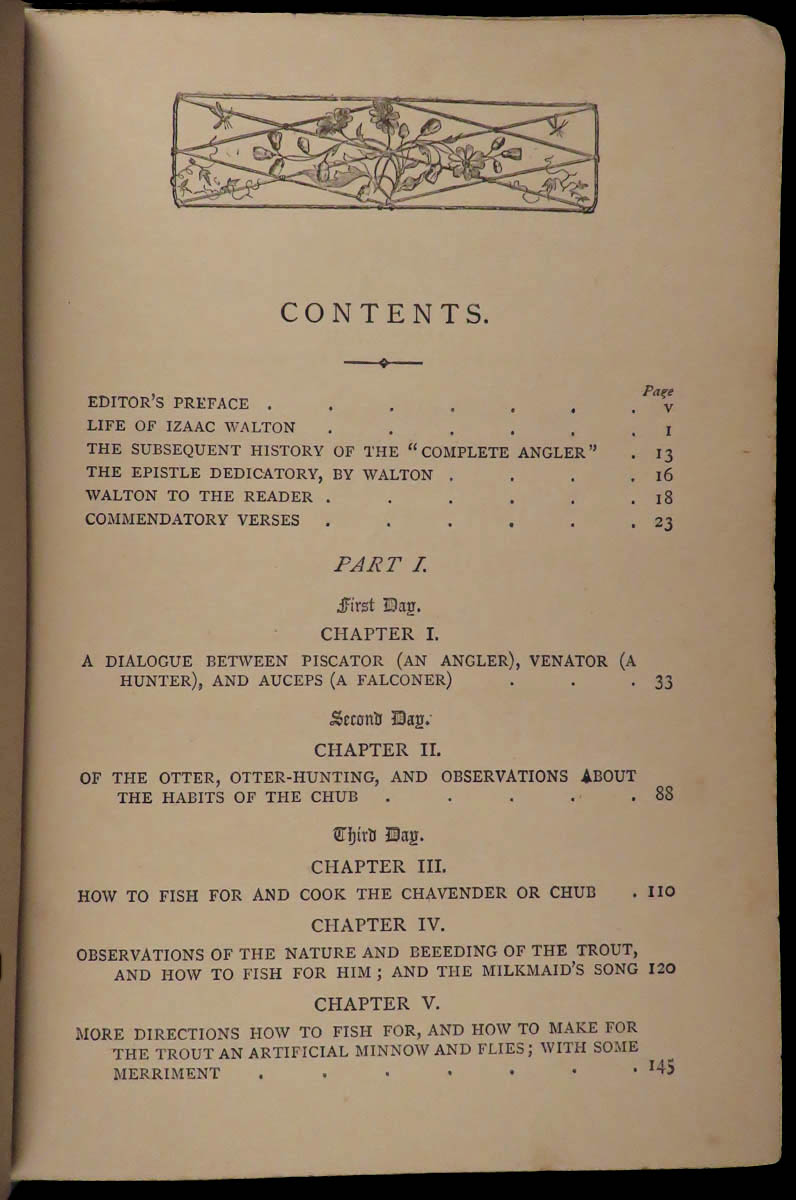 CONTENTS.
Page
EDITOR'S PREFACE . . . . . . . v
LIFE OF IZAAC WALTON . . . . . . 1
THE SUBSEQUENT HISTORY OF THE "COMPLETE ANGLER" . 13
THE EPISTLE DEDICATORY, BY WALTON . . . . 16
WALTON TO THE READER . . . . . . 18
COMMENDATORY VERSES . . . . . . 23
PART I.
First Day.
CHAPTER I.
A DIALOGUE BETWEEN PISCATOR (AN ANGLER), VENATOR (A
HUNTER), AND AUCEPS (A FALCONER) . . . 33
Second Day.
CHAPTER II.
OF THE OTTER, OTTER-HUNTING, AND OBSERVATIONS ABOUT
THE HABITS OF THE CHUB . . . . . 88
Third Day.
CHAPTER III.
HOW TO FISH FOR AND COOK THE CHAVENDER OR CHUB . 110
CHAPTER IV.
OBSERVATIONS OF THE NATURE AND BEEEDING OF THE TROUT,
AND HOW TO FISH FOR HIM; AND THE MILKMAID'S SONG 120
CHAPTER V.
MORE DIRECTIONS HOW TO FISH FOR, AND HOW TO MAKE FOR
THE TROUT AN ARTIFICIAL MINNOW AND FLIES; WITH SOME
MERRIMENT . . . . . . . 145